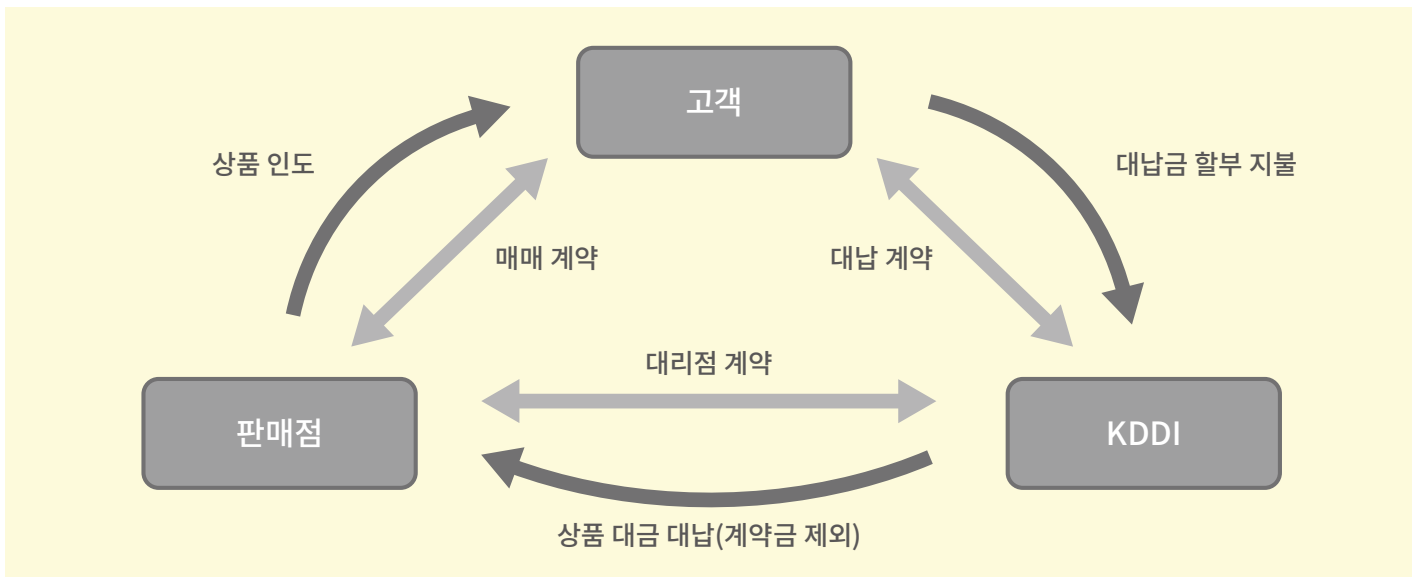 고객
상품 인도
대납금 할부 지불
매매 계약
대납 계약
대리점 계약
판매점
KDDI
상품 대금 대납(계약금 제외)